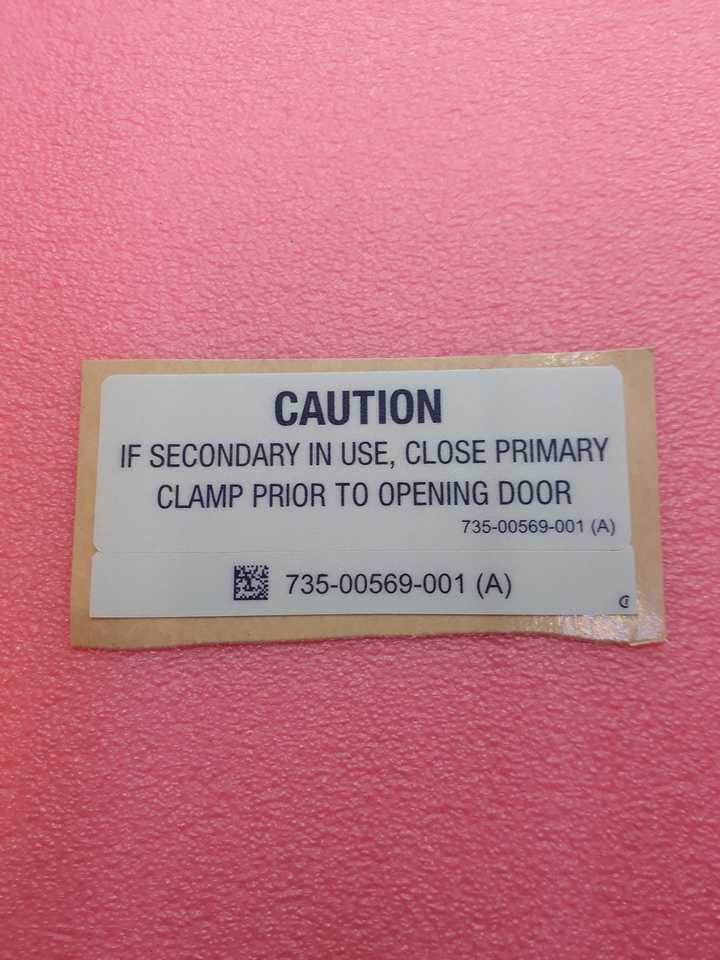 CAUTION
IF SECONDARY IN USE, CLOSE PRIMARY
CLAMP PRIOR TO OPENING DOOR
735-00569-001 (A)
735-00569-001 (A)